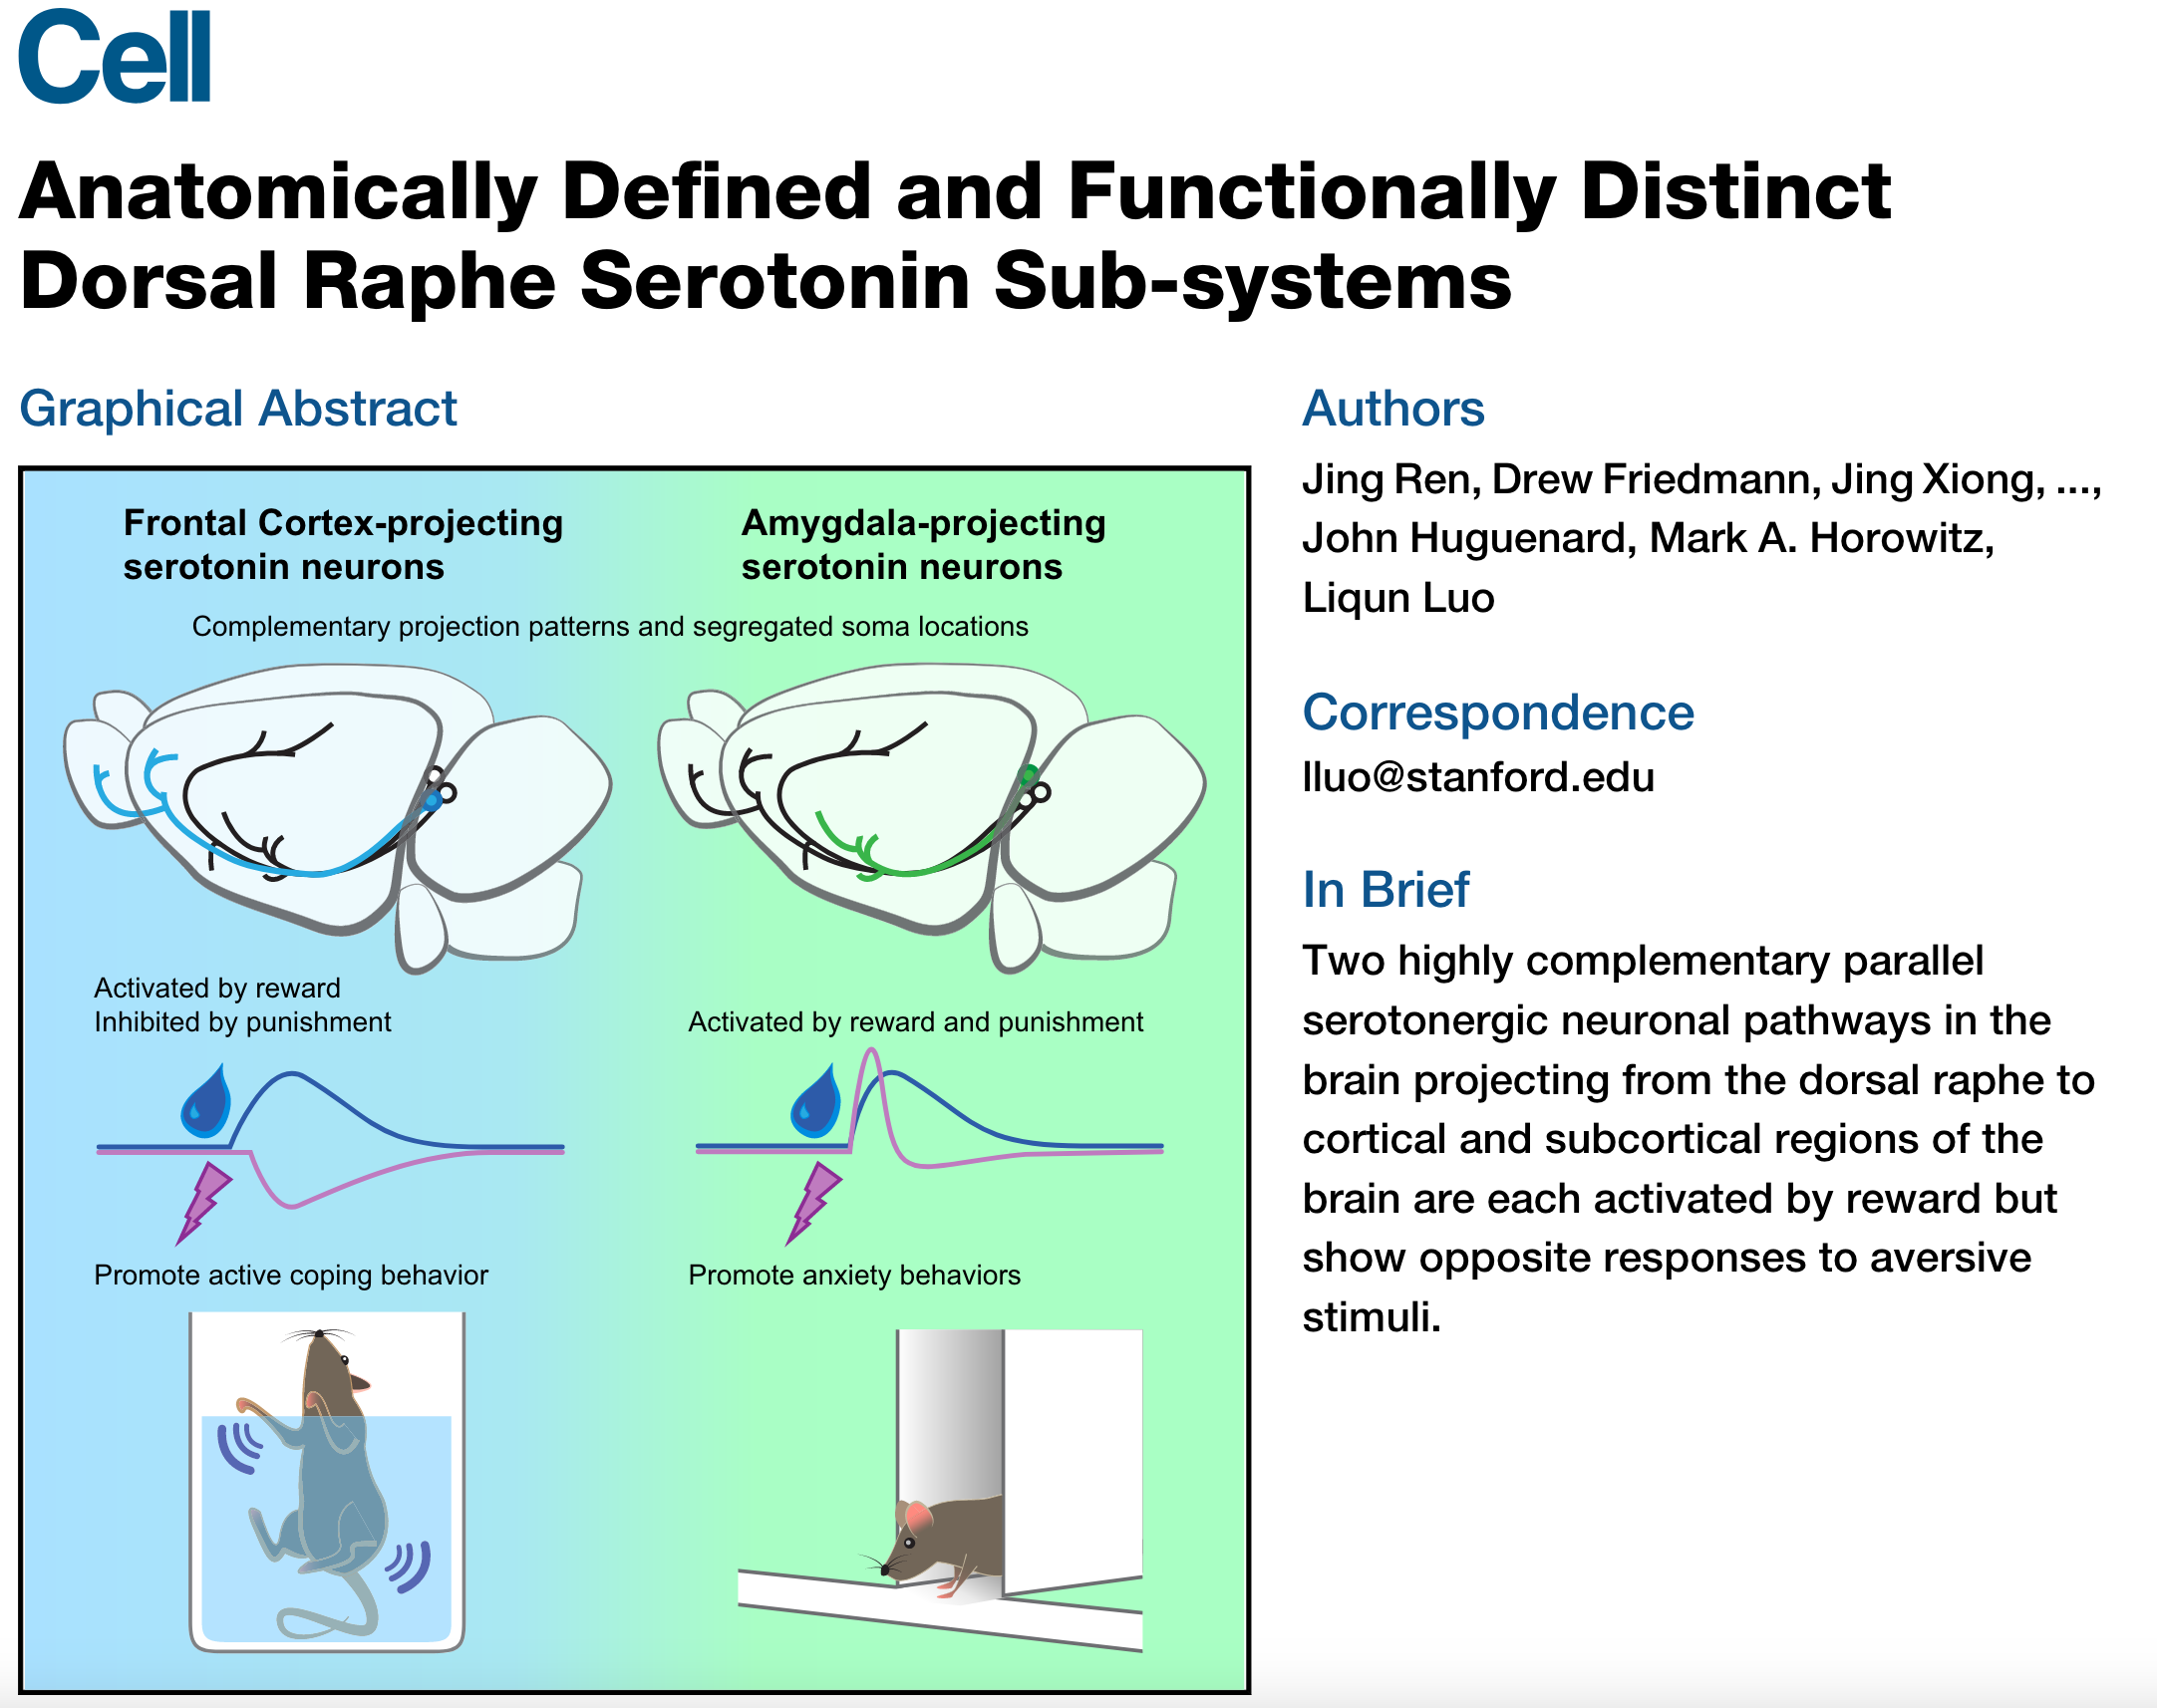 Cell
Anatomically Defined and Functionally Distinct
Dorsal Raphe Serotonin Sub-systems
Graphical Abstract
Frontal Cortex-projecting
serotonin neurons
Amygdala-projecting
serotonin neurons
Complementary projection patterns and segregated soma locations
Activated by reward
Inhibited by punishment
Activated by reward and punishment
Promote active coping behavior
Promote anxiety behaviors
Authors
Jing Ren, Drew Friedmann, Jing Xiong, ...,
John Huguenard, Mark A. Horowitz,
Liqun Luo
Correspondence
lluo@stanford.edu
In Brief
Two highly complementary parallel
serotonergic neuronal pathways in the
brain projecting from the dorsal raphe to
cortical and subcortical regions of the
brain are each activated by reward but
show opposite responses to aversive
stimuli.